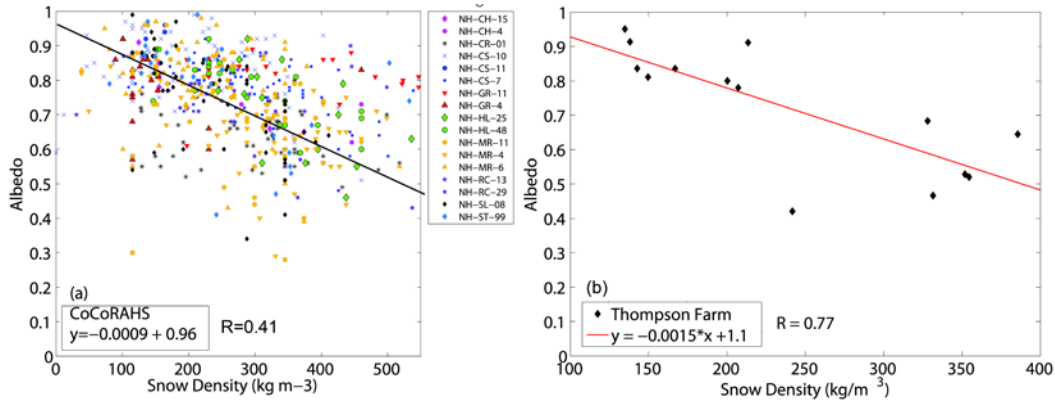 1
0.9
0.8
0.7
0.6
0.5
0.4
0.3
0.2
0.1
0
Albedo
(a)
CoCoRAHS
y=−0.0009 + 0.96
R=0.41
0 100 200 300 400 500
Snow Density (kg m−3)
NH−CH−15
NH−CH−4
NH−CR−01
NH−CS−10
NH−CS−11
NH−CS−7
NH−GR−11
NH−GR−4
NH−HL−25
NH−HL−48
NH−MR−11
NH−MR−4
NH−MR−6
NH−RC−13
NH−RC−29
NH−SL−08
NH−ST−99
1
0.9
0.8
0.7
0.6
0.5
0.4
0.3
0.2
0.1
0
Albedo
(b)
Thompson Farm
y = −0.0015*x +1.1
R = 0.77
100 150 200 250 300 350 400
Snow Density (kg/m 3)